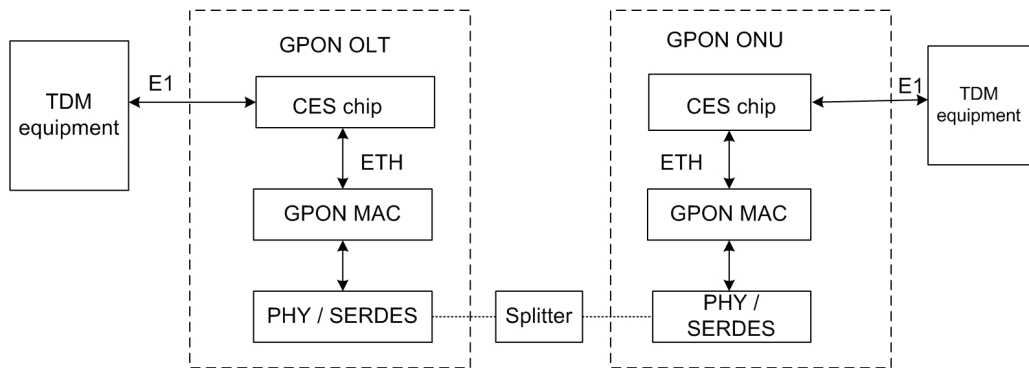 GPON OLT
GPON ONU
TDM
equipment
E1
CES chip
CES chip
E1
TDM
equipment
ETH
ETH
GPON MAC
GPON MAC
PHY / SERDES
Splitter
PHY /
SERDES